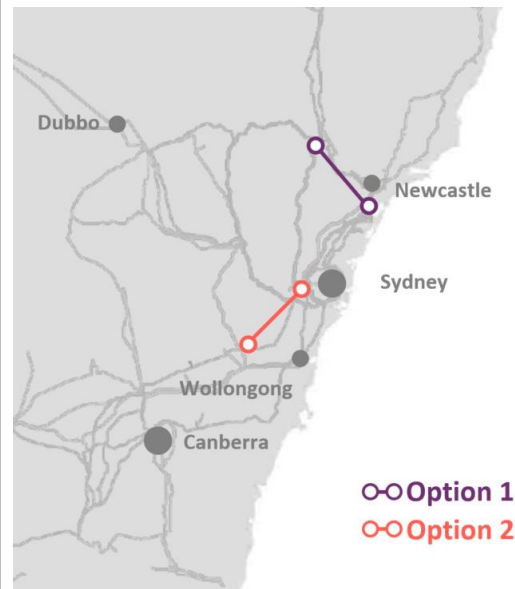 Dubbo
Newcastle
Sydney
Wollongong
Canberra
Option 1
Option 2